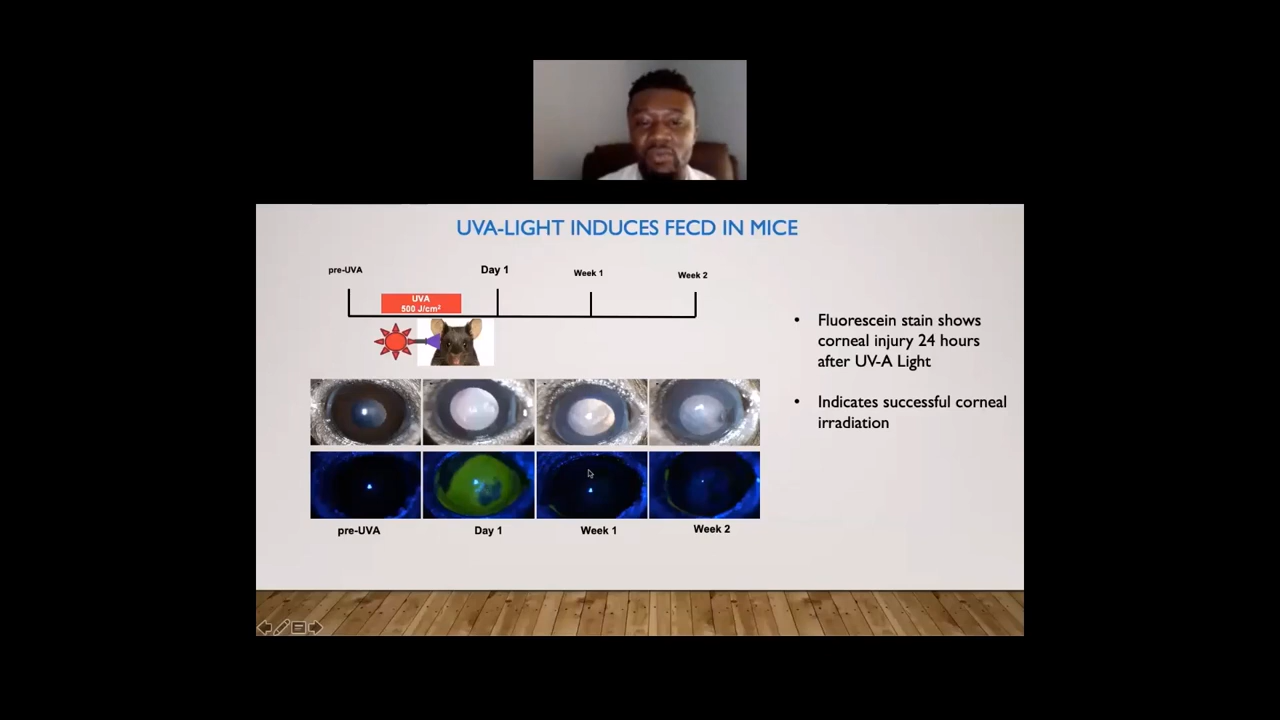 UVA-LIGHT INDUCES FECD IN MICE
pre-UVA
Day 1
Week 1
Week 2
UVA
500 J/cm²
• Fluorescein stain shows
corneal injury 24 hours
after UV-A Light
• Indicates successful corneal
irradiation
pre-UVA
Day 1
Week 1
Week 2